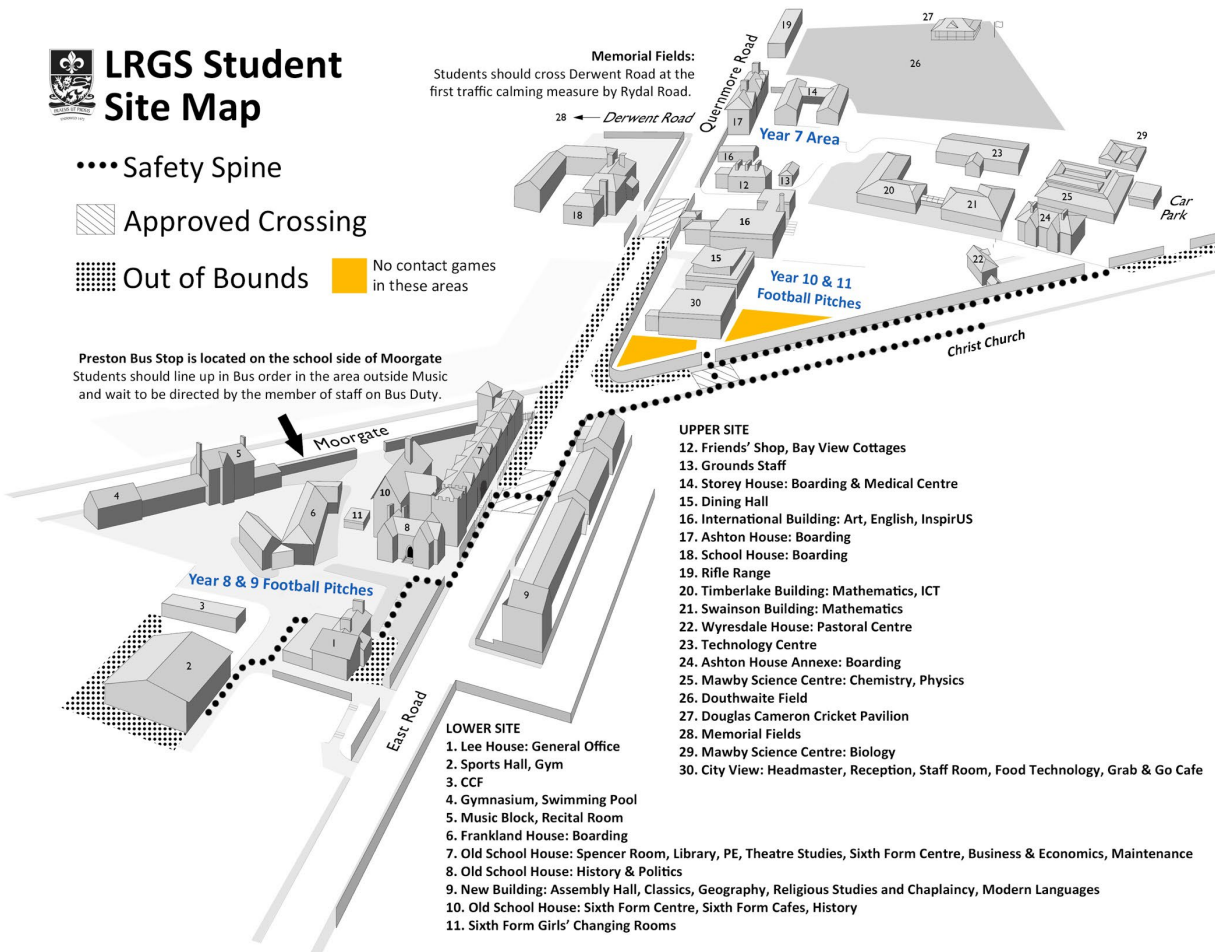 LRGS Student
Site Map
Safety Spine
Approved Crossing
Out of Bounds
No contact games
in these areas
Memorial Fields:
Students should cross Derwent Road at the
first traffic calming measure by Rydal Road.
28
Derwent Road
Quernmore Road
19
27
26
14
17
Year 7 Area
16
12
13
23
29
20
21
25
24
Car
Park
18
16
15
22
30
Year 10 & 11
Football Pitches
Christ Church
Preston Bus Stop is located on the school side of Moorgate
Students should line up in Bus order in the area outside Music
and wait to be directed by the member of staff on Bus Duty.
Moorgate
5
4
7
10
6
11
8
Year 8 & 9 Football Pitches
3
9
1
2
East Road
UPPER SITE
12. Friends' Shop, Bay View Cottages
13. Grounds Staff
14. Storey House: Boarding & Medical Centre
15. Dining Hall
16. International Building: Art, English, InspirUS
17. Ashton House: Boarding
18. School House: Boarding
19. Rifle Range
20. Timberlake Building: Mathematics, ICT
21. Swainson Building: Mathematics
22. Wyresdale House: Pastoral Centre
23. Technology Centre
24. Ashton House Annexe: Boarding
25. Mawby Science Centre: Chemistry, Physics
26. Douthwaite Field
27. Douglas Cameron Cricket Pavilion
28. Memorial Fields
29. Mawby Science Centre: Biology
30. City View: Headmaster, Reception, Staff Room, Food Technology, Grab & Go Cafe
LOWER SITE
1. Lee House: General Office
2. Sports Hall, Gym
3. CCF
4. Gymnasium, Swimming Pool
5. Music Block, Recital Room
6. Frankland House: Boarding
7. Old School House: Spencer Room, Library, PE, Theatre Studies, Sixth Form Centre, Business & Economics, Maintenance
8. Old School House: History & Politics
9. New Building: Assembly Hall, Classics, Geography, Religious Studies and Chaplaincy, Modern Languages
10. Old School House: Sixth Form Centre, Sixth Form Cafes, History
11. Sixth Form Girls' Changing Rooms